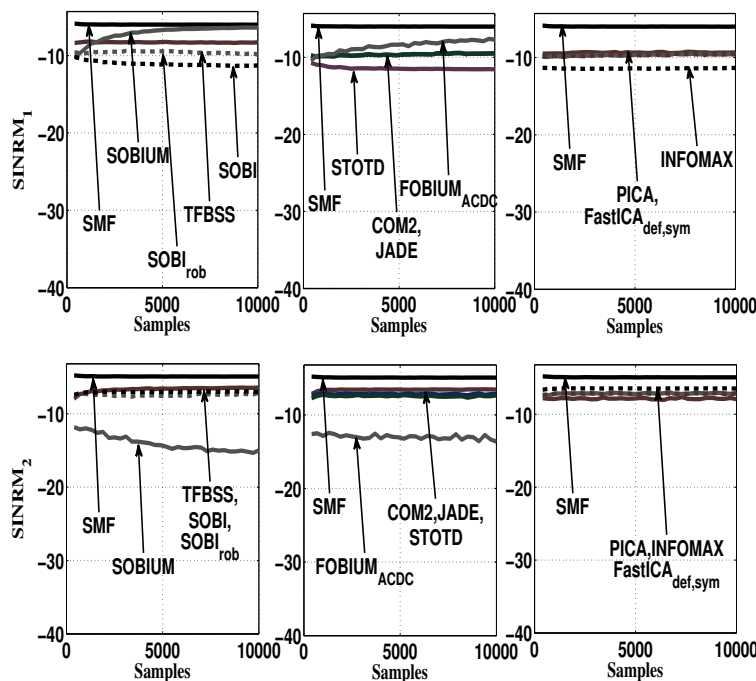 SINRM1
−10
−20
−30
−40
0
5000
10000
Samples
SMF
SOBIUM
SOBI
TFBSS
SOBIrob
−10
−20
−30
−40
0
5000
10000
Samples
STOTD
SMF
FOBIUMACDC
COM2,
JADE
−10
−20
−30
−40
0
5000
10000
Samples
SMF
INFOMAX
PICA,
FastICAdef,sym
SINRM2
−10
−20
−30
−40
0
5000
10000
Samples
SMF
TFBSS,
SOBI,
SOBIrob
SOBIUM
−10
−20
−30
−40
0
5000
10000
Samples
SMF
COM2,JADE,
STOTD
FOBIUMACDC
−10
−20
−30
−40
0
5000
10000
Samples
SMF
PICA,INFOMAX
FastICAdef,sym